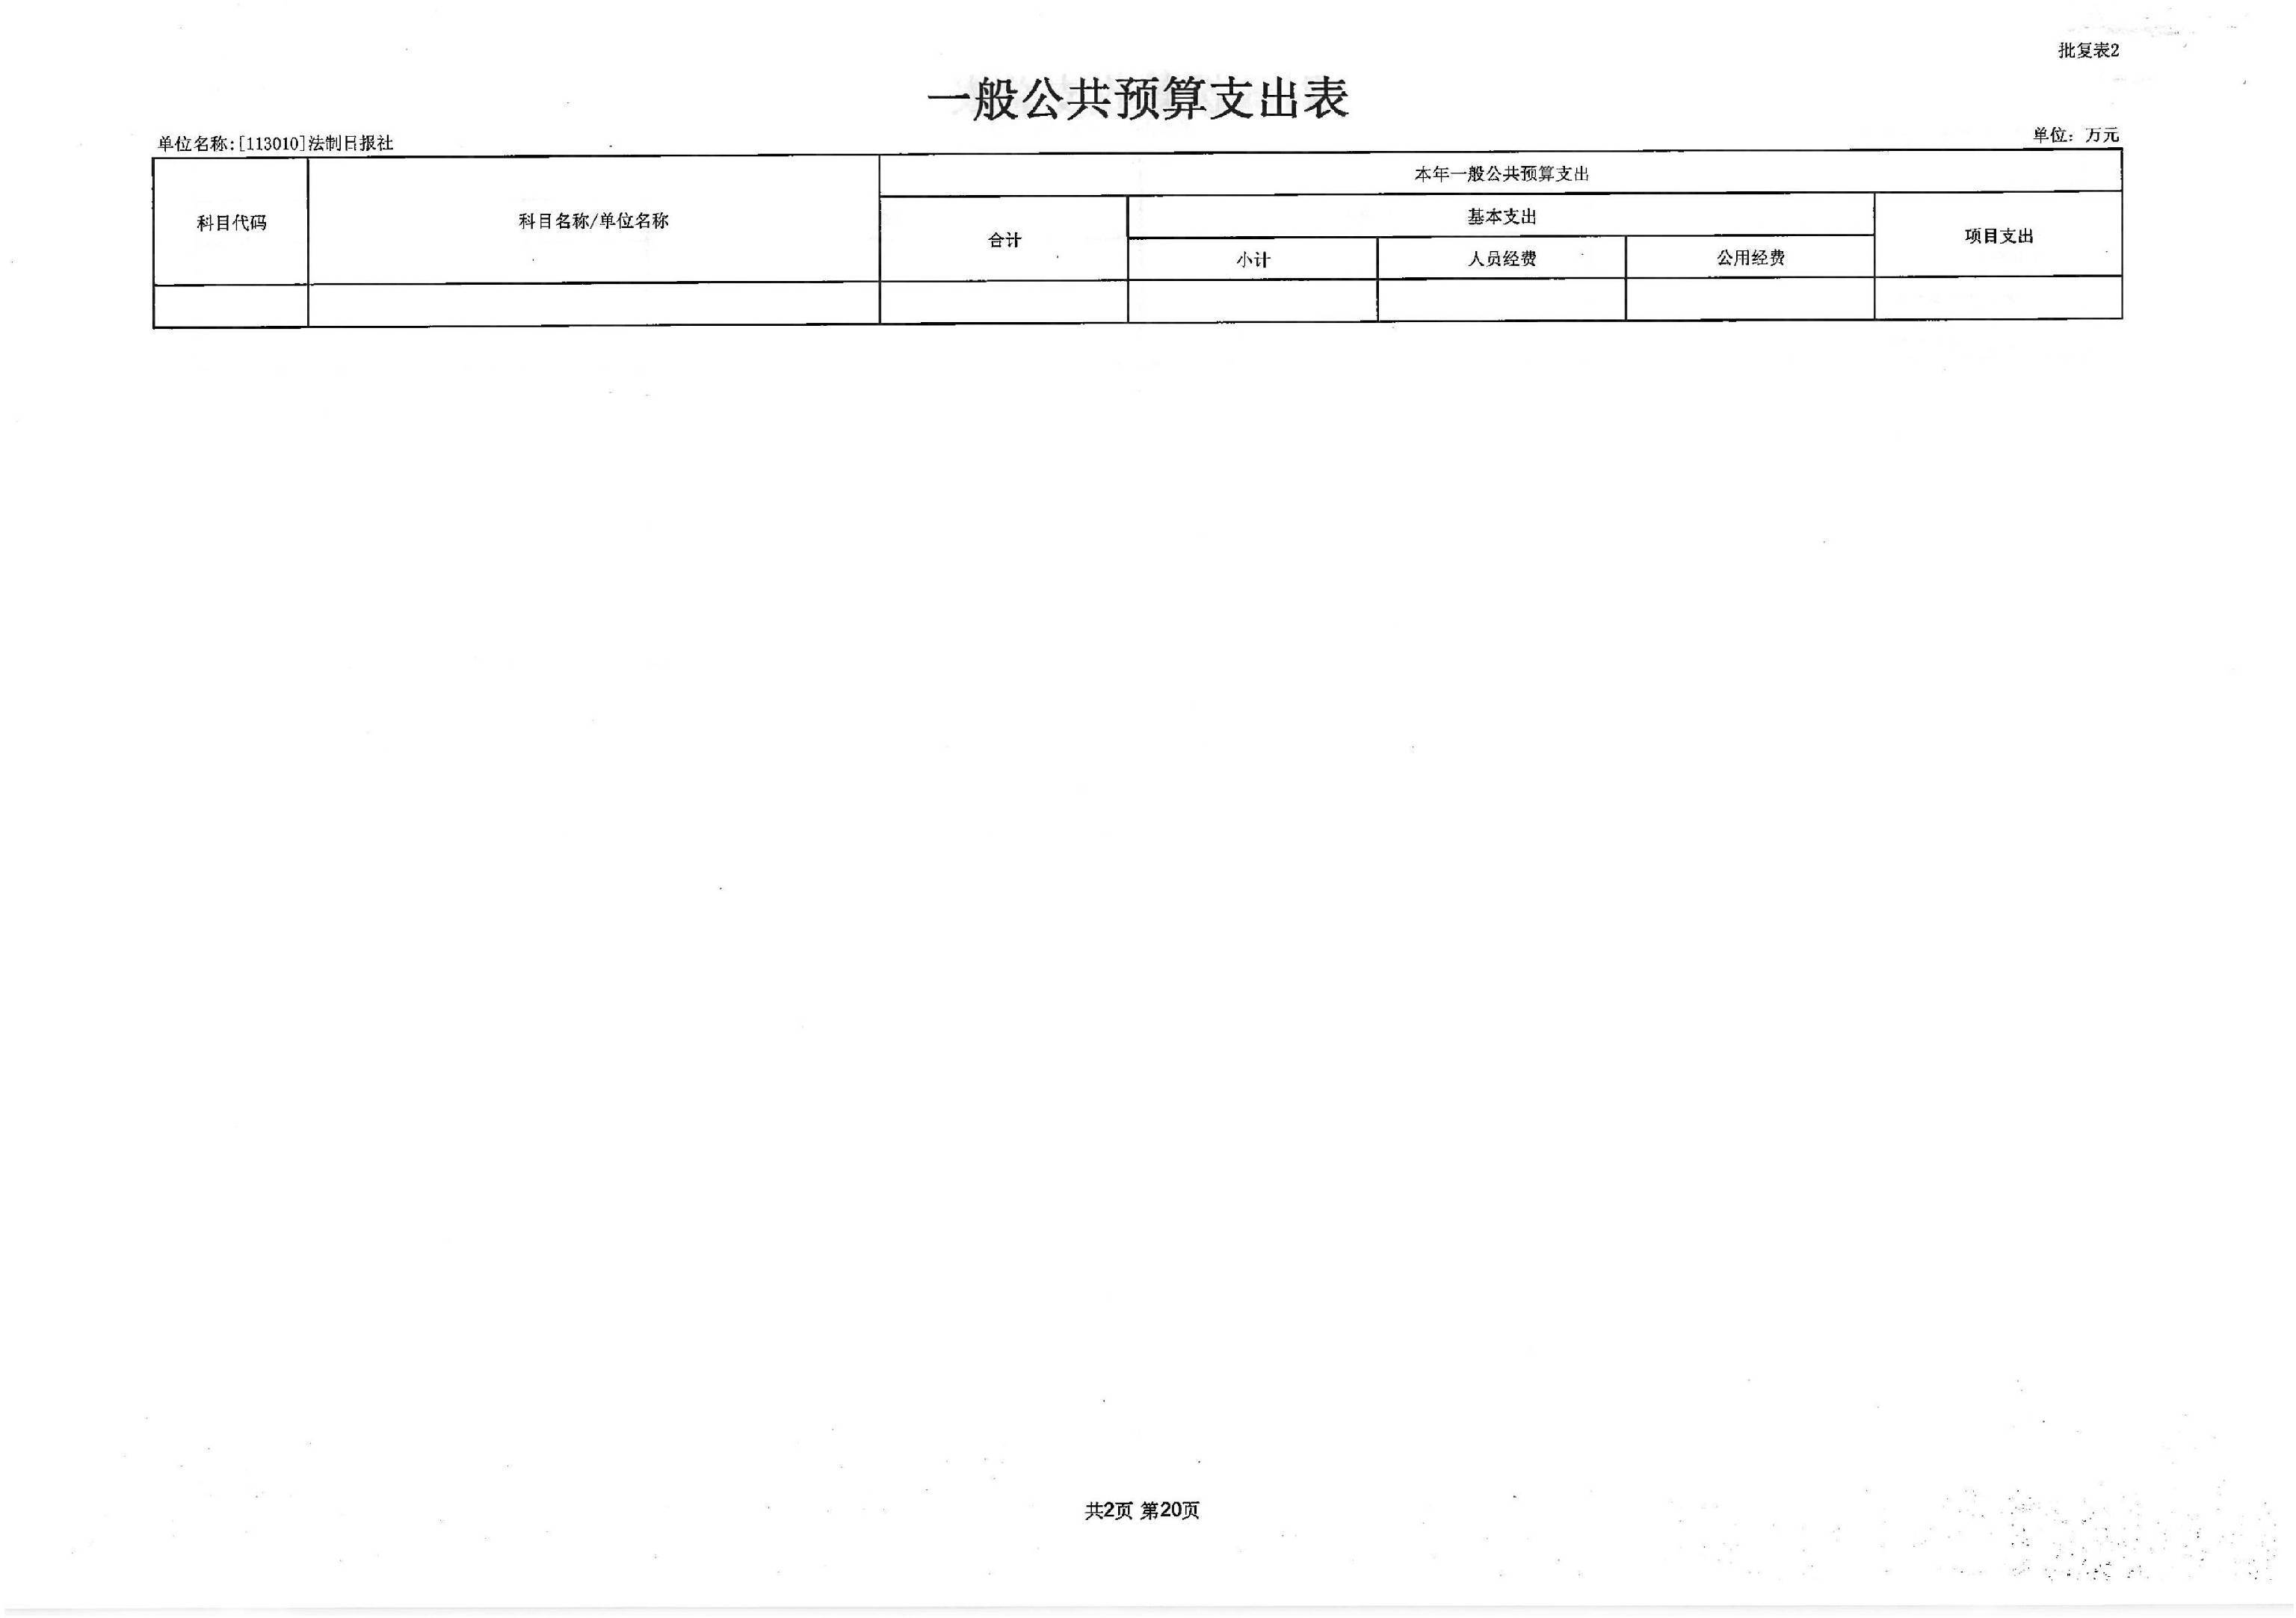 批复表2
一般公共预算支出表
单位名称:[113010]法制日报社
单位：万元
科目代码
科目名称/单位名称
本年一般公共预算支出
合计
基本支出
项目支出
小计
人员经费
公用经费
共2页 第20页